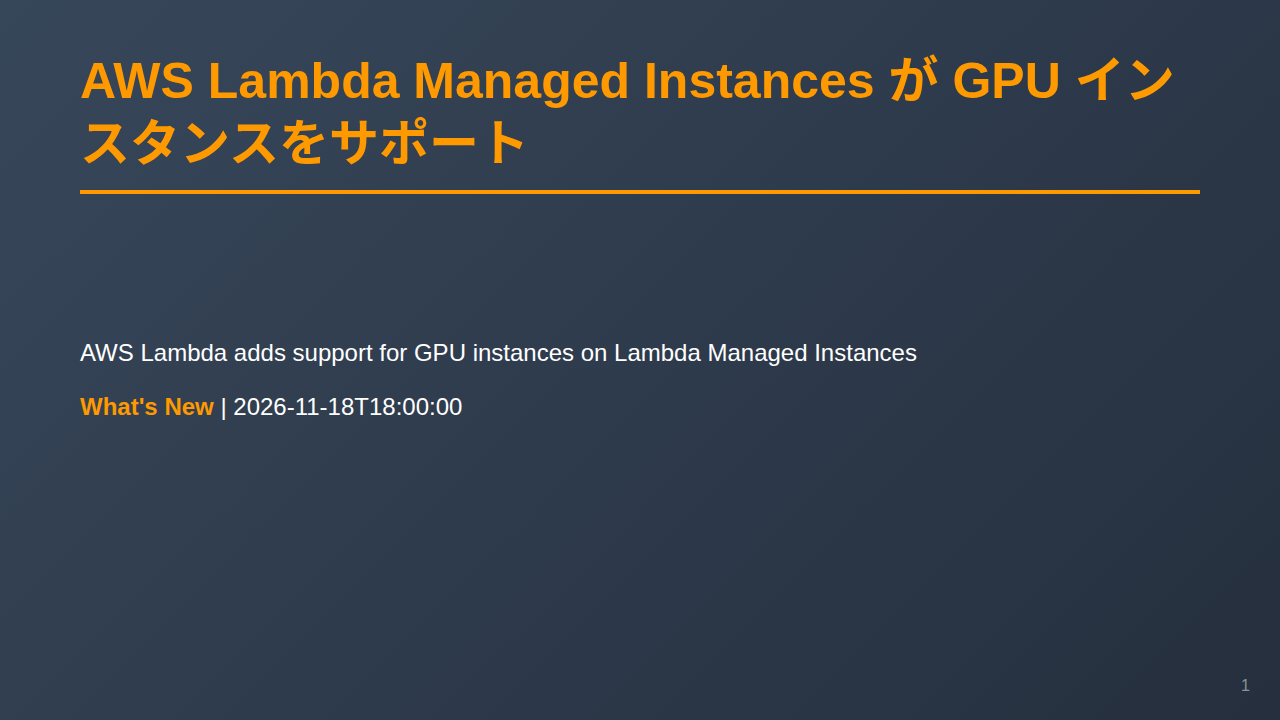 AWS Lambda Managed Instances が GPU イン
スタンスをサポート
AWS Lambda adds support for GPU instances on Lambda Managed Instances
What's New | 2026-11-18T18:00:00
1